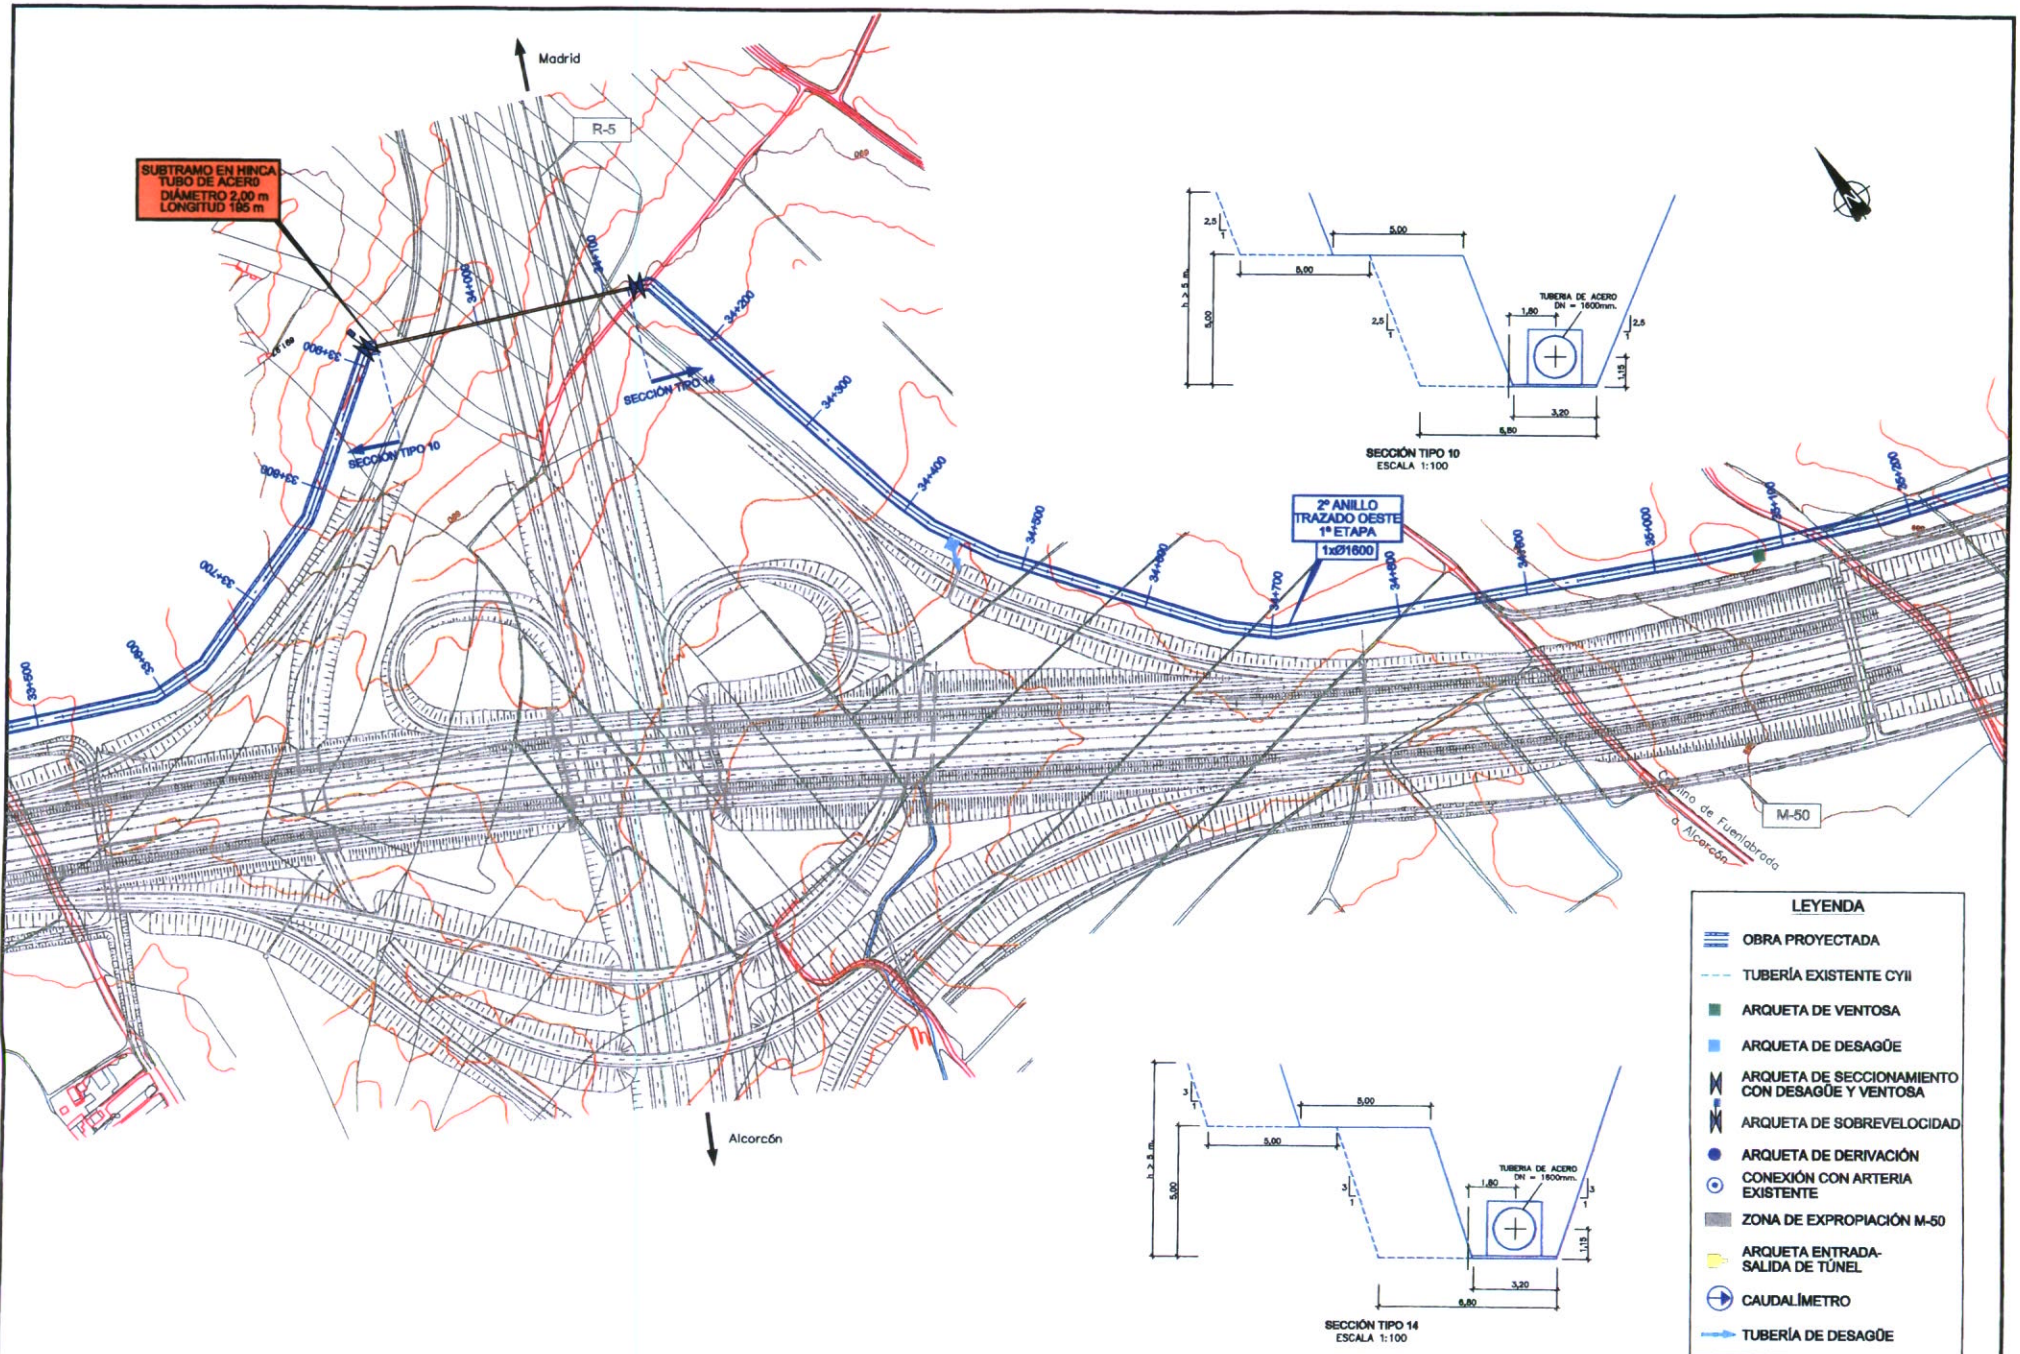 Madrid
R-5
SUBTRAMO EN HINCA
TUBO DE ACERO
DIÁMETRO 2,00 m
LONGITUD 195 m
34+000
34+100
34+200
33+900
SECCIÓN TIPO 14
34+300
SECCIÓN TIPO 10
33+800
34+400
33+700
34+500
33+600
34+600
33+500
34+700
2º ANILLO
TRAZADO OESTE
1ª ETAPA
1xØ1600
34+800
34+900
35+000
35+100
35+200
2,5
1
5,00
5,00
h ≥ 5 m.
5,00
TUBERIA DE ACERO
DN = 1600mm.
1,80
2,5
1
2,5
1
1,15
3,20
6,80
SECCIÓN TIPO 10
ESCALA 1:100
Camino de Fuenlabrada
a Alcorcón
M-50
Alcorcón
3
1
5,00
5,00
h ≥ 5 m.
5,00
TUBERIA DE ACERO
DN = 1600mm.
1,80
3
1
3
1
1,15
3,20
6,80
SECCIÓN TIPO 14
ESCALA 1:100
LEYENDA
OBRA PROYECTADA
TUBERÍA EXISTENTE CYII
ARQUETA DE VENTOSA
ARQUETA DE DESAGÜE
ARQUETA DE SECCIONAMIENTO
CON DESAGÜE Y VENTOSA
ARQUETA DE SOBREVELOCIDAD
ARQUETA DE DERIVACIÓN
CONEXIÓN CON ARTERIA
EXISTENTE
ZONA DE EXPROPIACIÓN M-50
ARQUETA ENTRADA-
SALIDA DE TÚNEL
CAUDALÍMETRO
TUBERÍA DE DESAGÜE